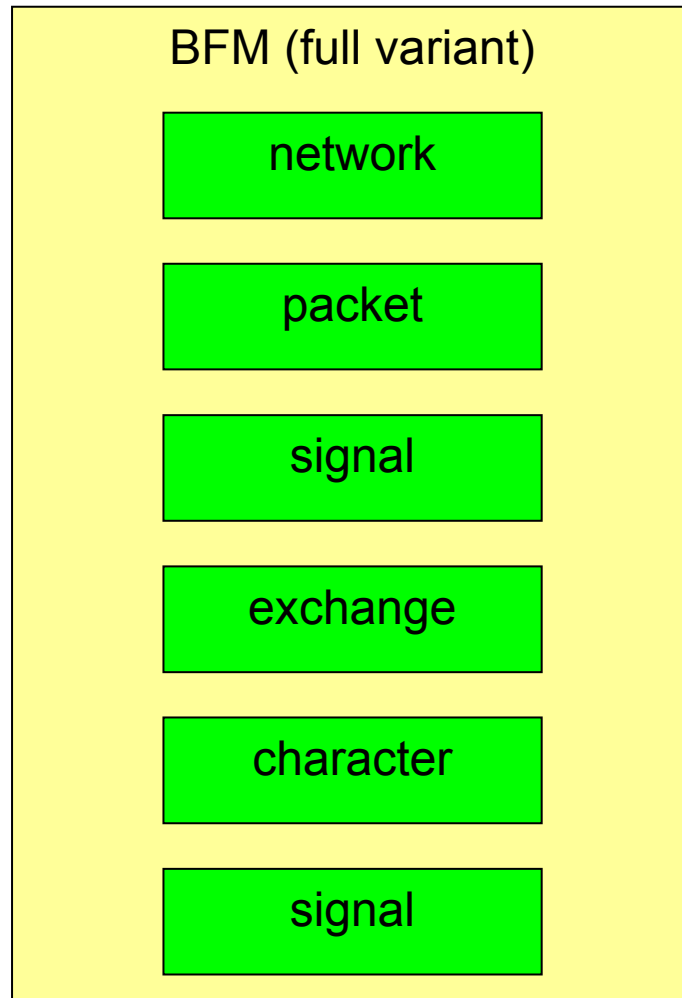 BFM (full variant)
network
packet
signal
exchange
character
signal